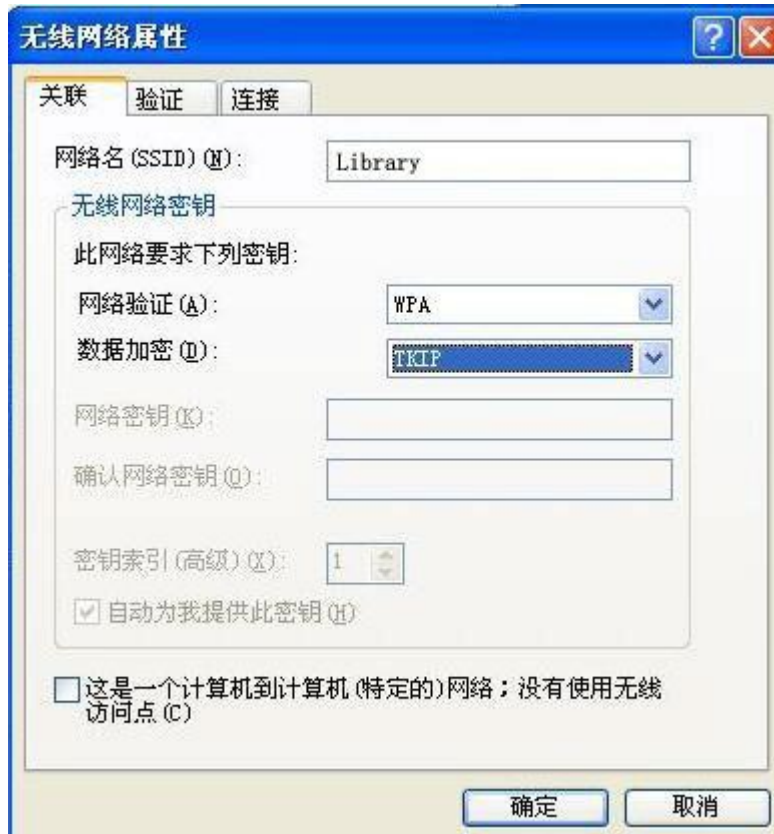 无线网络属性
关联 验证 连接
网络名(SSID)(N): Library
无线网络密钥
此网络要求下列密钥:
网络验证(A): WPA
数据加密(D): TKIP
网络密钥(K):
确认网络密钥(O):
密钥索引(高级)(X): 1
自动为我提供此密钥(H)
这是一个计算机到计算机(特定的)网络；没有使用无线
访问点(C)
确定 取消